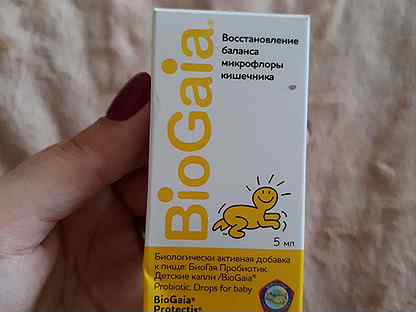 BioGaia®
Восстановление
баланса
микрофлоры
кишечника
5 мл
Биологически активная добавка
к пище: БиоГая Пробиотик
Детские капли /BioGaia®
Probiotic Drops for baby
BioGaia®
Protectis®